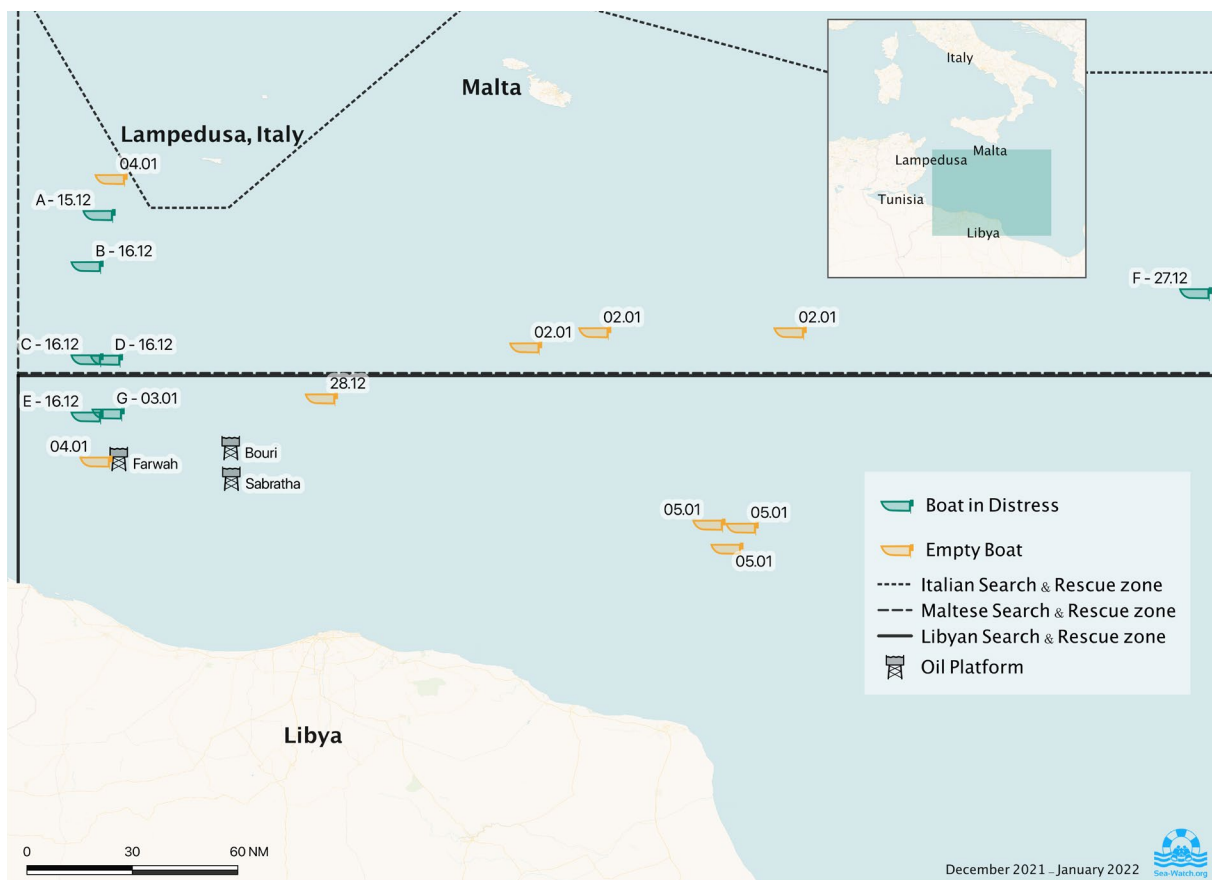 Italy
Malta
Malta
Lampedusa, Italy
Lampedusa
04.01
Tunisia
A - 15.12
Libya
B - 16.12
F - 27.12
02.01
02.01
02.01
C - 16.12
D - 16.12
28.12
E - 16.12
G - 03.01
04.01
Farwah
Bouri
Sabratha
05.01
05.01
05.01
Boat in Distress
Empty Boat
Italian Search & Rescue zone
Maltese Search & Rescue zone
Libyan Search & Rescue zone
Oil Platform
Libya
0 30 60 NM
December 2021 - January 2022
Sea-Watch.org